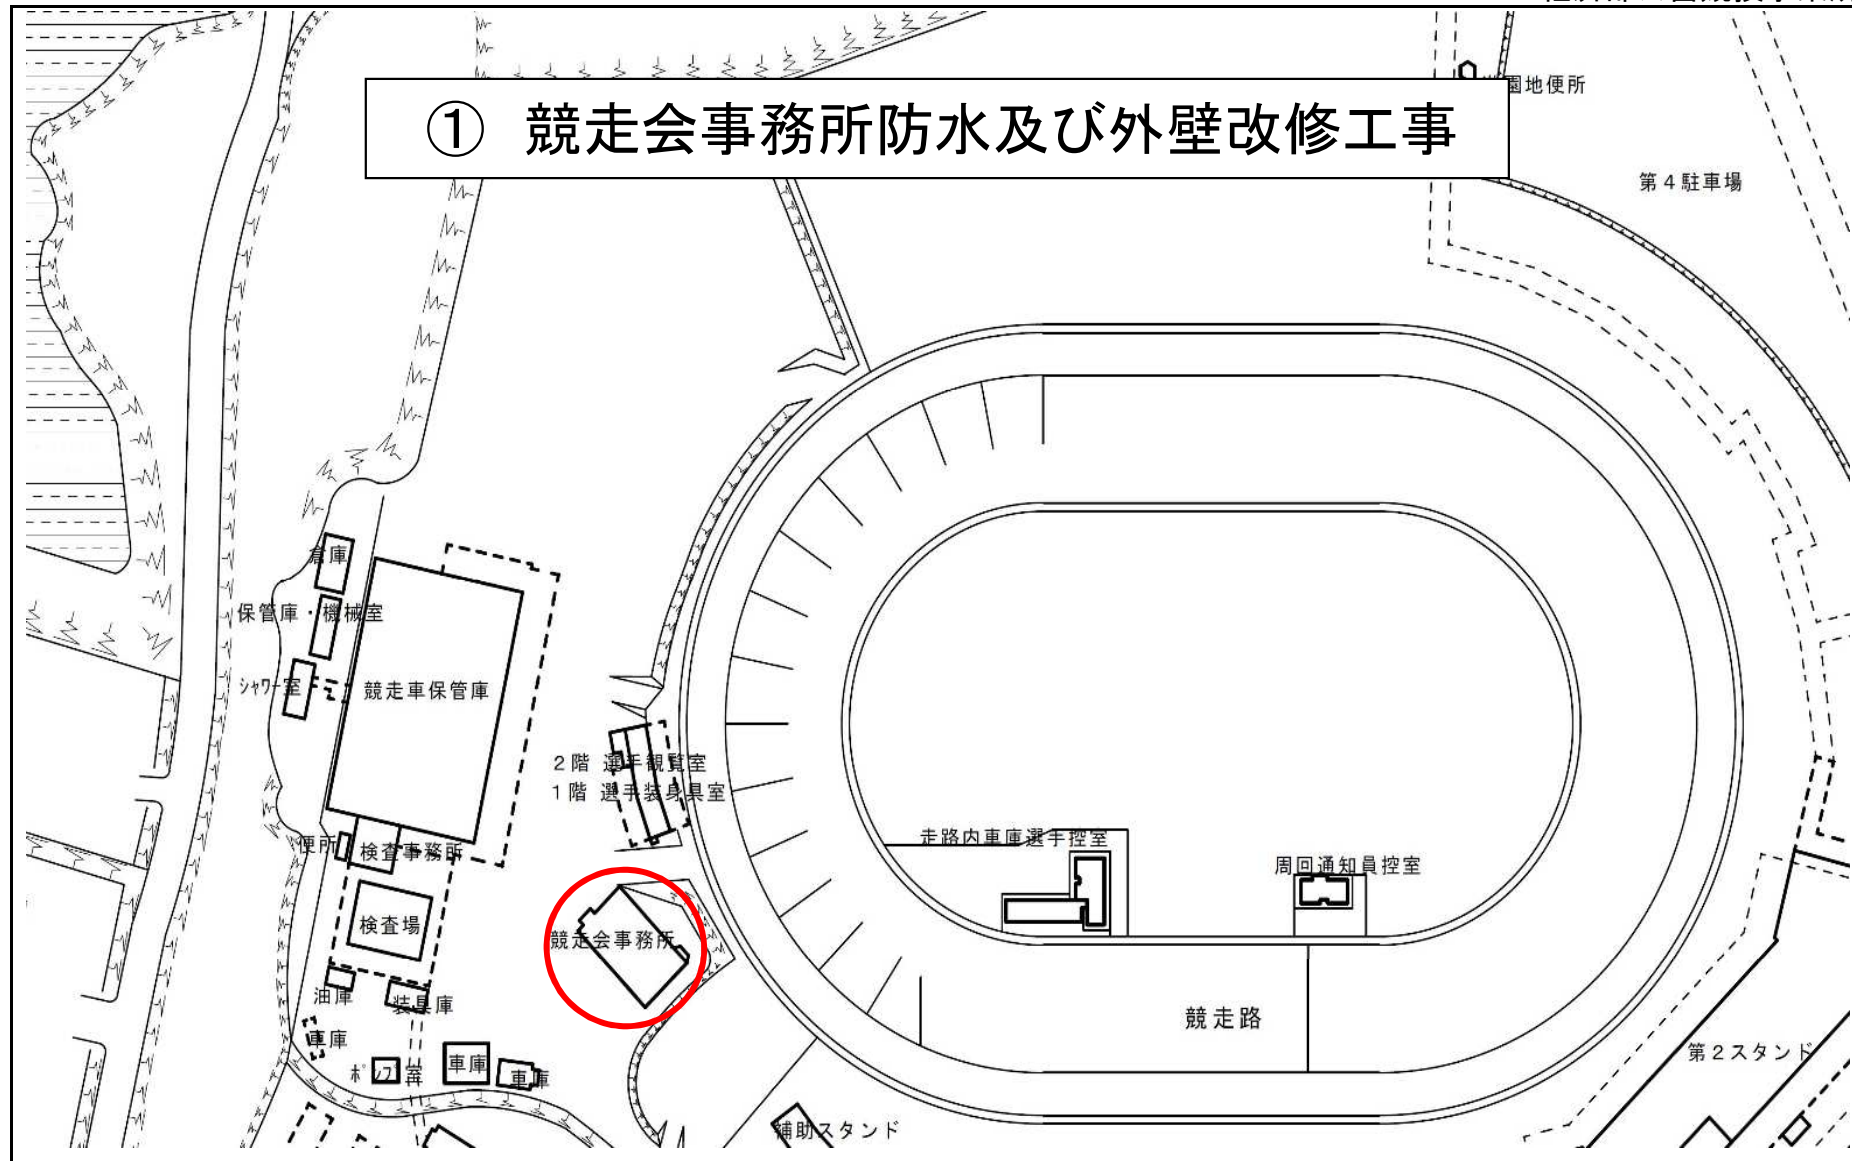 園地便所
① 競走会事務所防水及び外壁改修工事
第４駐車場
倉庫
保管庫・機械室
ｼｬﾜｰ室
競走車保管庫
２階 選手観覧室
１階 選手装身具室
便所
検査事務所
走路内車庫選手控室
周回通知員控室
検査場
競走会事務所
油庫
装具庫
競走路
車庫
第２スタンド
ﾎﾟﾝﾌﾟ室
車庫
車庫
補助スタンド